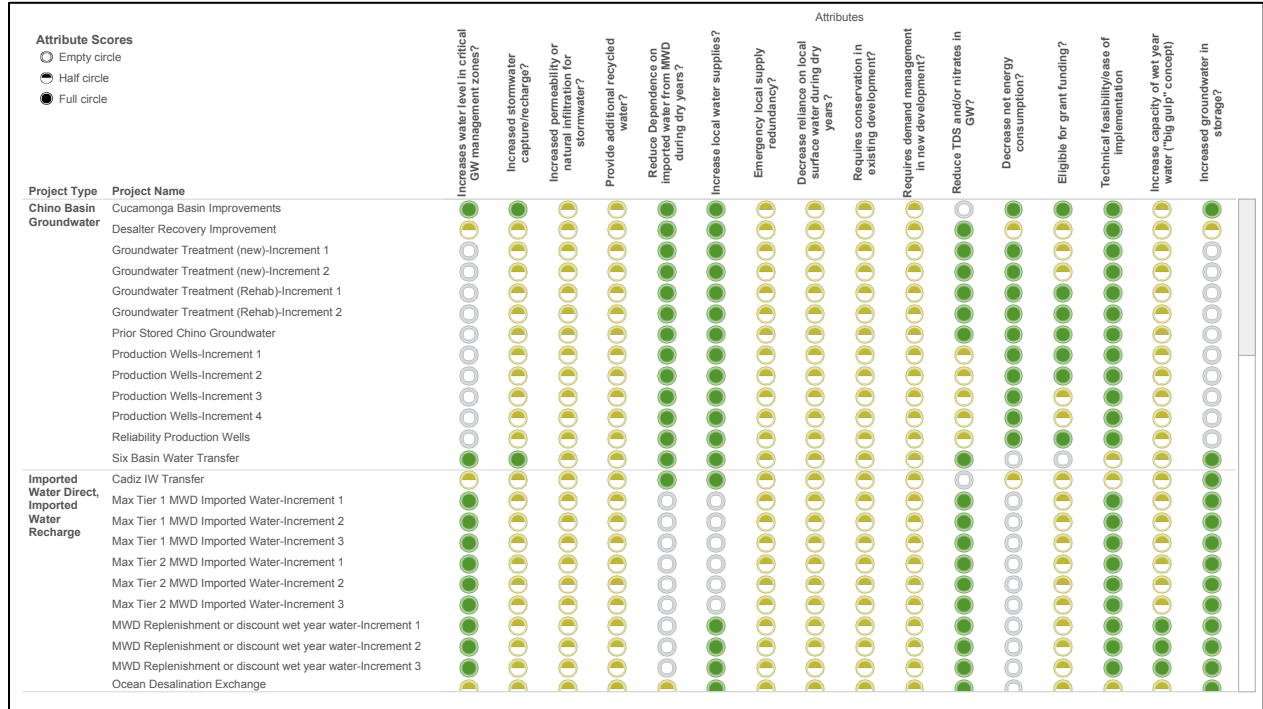 Attributes
Attribute Scores
Empty circle
Half circle
Full circle
Increases water level in critical
GW management zones?
Increased stormwater
capture/recharge?
Increased permeability or
natural infiltration for
stormwater?
Provide additional recycled
water?
Reduce Dependence on
imported water from MWD
during dry years?
Increase local water supplies?
Emergency local supply
redundancy?
Decrease reliance on local
surface water during dry
years?
Requires conservation in
existing development?
Requires demand management
in new development?
Reduce TDS and/or nitrates in
GW?
Decrease net energy
consumption?
Eligible for grant funding?
Technical feasibility/ease of
implementation
Increase capacity of wet year
water ("big gulp" concept)
Increased groundwater in
storage?
Project Type Project Name
Chino Basin
Groundwater
Cucamonga Basin Improvements
Desalter Recovery Improvement
Groundwater Treatment (new)-Increment 1
Groundwater Treatment (new)-Increment 2
Groundwater Treatment (Rehab)-Increment 1
Groundwater Treatment (Rehab)-Increment 2
Prior Stored Chino Groundwater
Production Wells-Increment 1
Production Wells-Increment 2
Production Wells-Increment 3
Production Wells-Increment 4
Reliability Production Wells
Six Basin Water Transfer
Imported
Water Direct,
Imported
Water
Recharge
Cadiz IW Transfer
Max Tier 1 MWD Imported Water-Increment 1
Max Tier 1 MWD Imported Water-Increment 2
Max Tier 1 MWD Imported Water-Increment 3
Max Tier 2 MWD Imported Water-Increment 1
Max Tier 2 MWD Imported Water-Increment 2
Max Tier 2 MWD Imported Water-Increment 3
MWD Replenishment or discount wet year water-Increment 1
MWD Replenishment or discount wet year water-Increment 2
MWD Replenishment or discount wet year water-Increment 3
Ocean Desalination Exchange